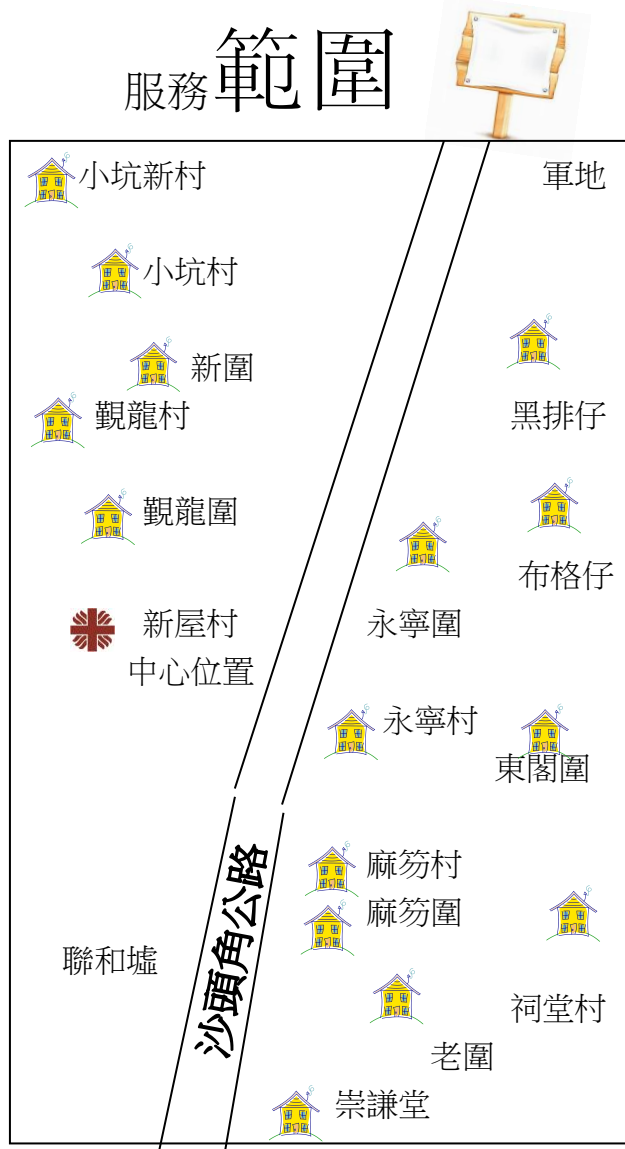 服務範圍
小坑新村
軍地
小坑村
新圍
覲龍村
黑排仔
覲龍圍
布格仔
新屋村
中心位置
永寧圍
永寧村
東閣圍
沙頭角公路
麻笏村
麻笏圍
聯和墟
祠堂村
老圍
崇謙堂